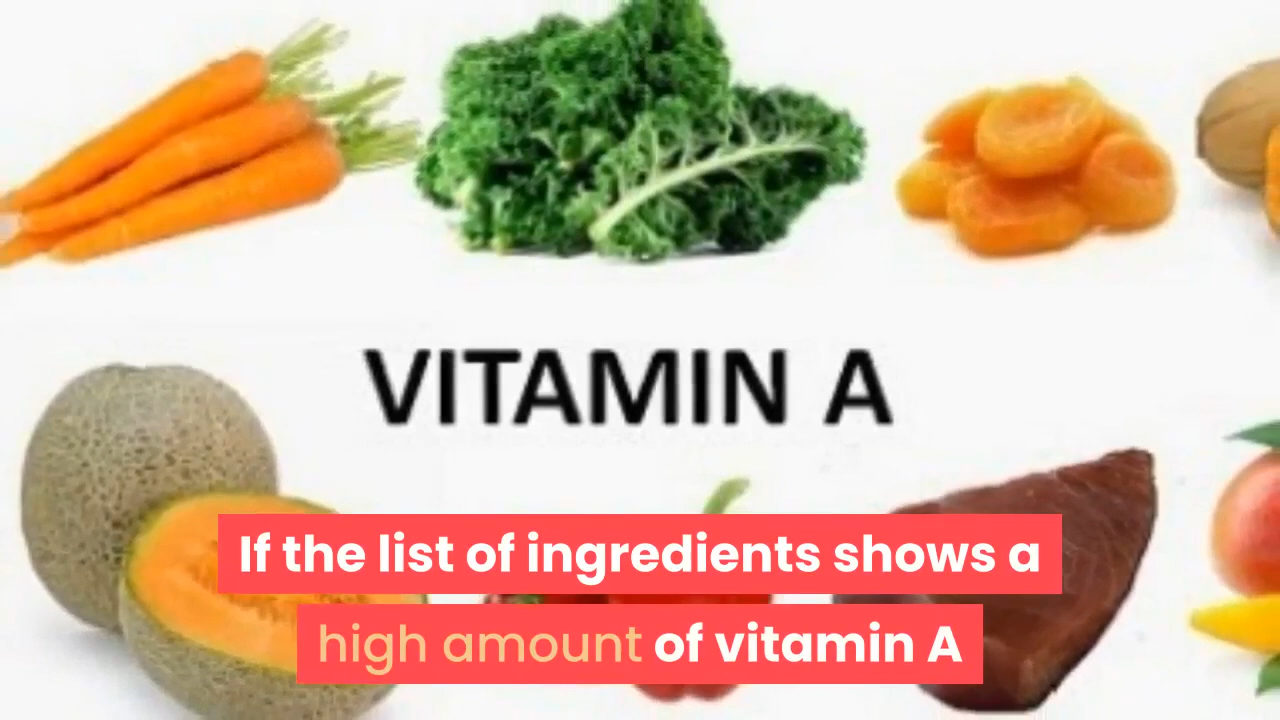 VITAMIN A
If the list of ingredients shows a
high amount of vitamin A